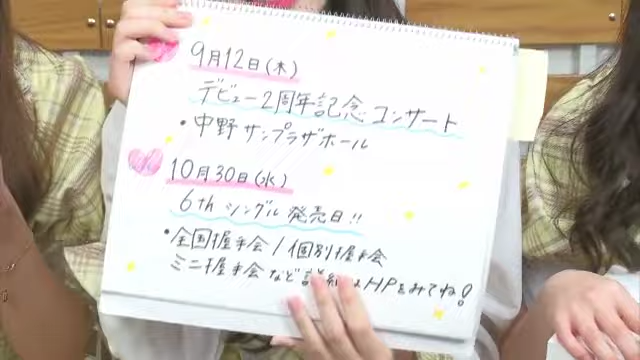 9月12日(木)
デビュー2周年記念コンサート
・中野サンプラザホール
10月30日(水)
6th シングル発売日!!
・全国握手会/個別握手会
ミニ握手会など詳細はHPをみてね!